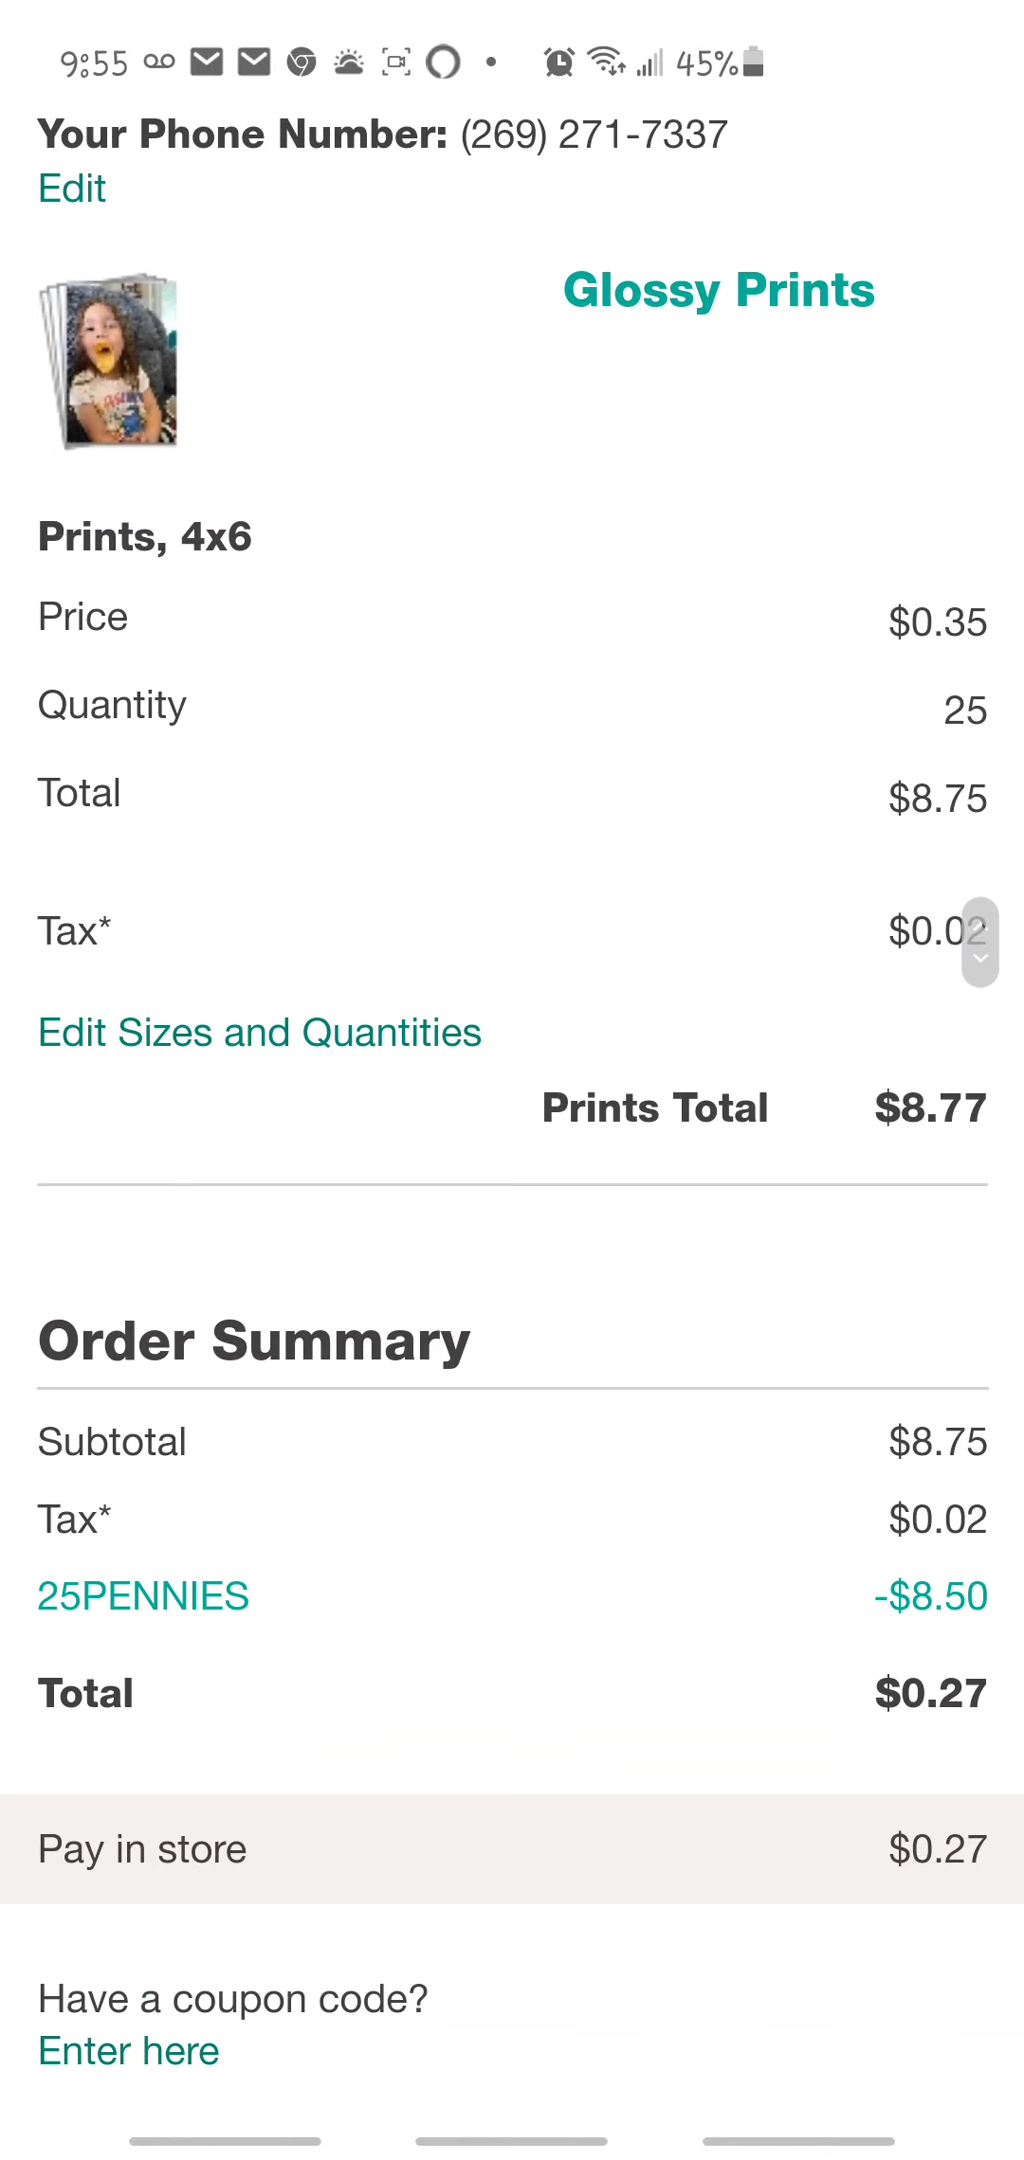 9:55 45%
Your Phone Number: (269) 271-7337
Edit
Glossy Prints
Prints, 4x6
Price $0.35
Quantity 25
Total $8.75
Tax* $0.02
Edit Sizes and Quantities
Prints Total $8.77
Order Summary
Subtotal $8.75
Tax* $0.02
25PENNIES -$8.50
Total $0.27
Pay in store $0.27
Have a coupon code?
Enter here